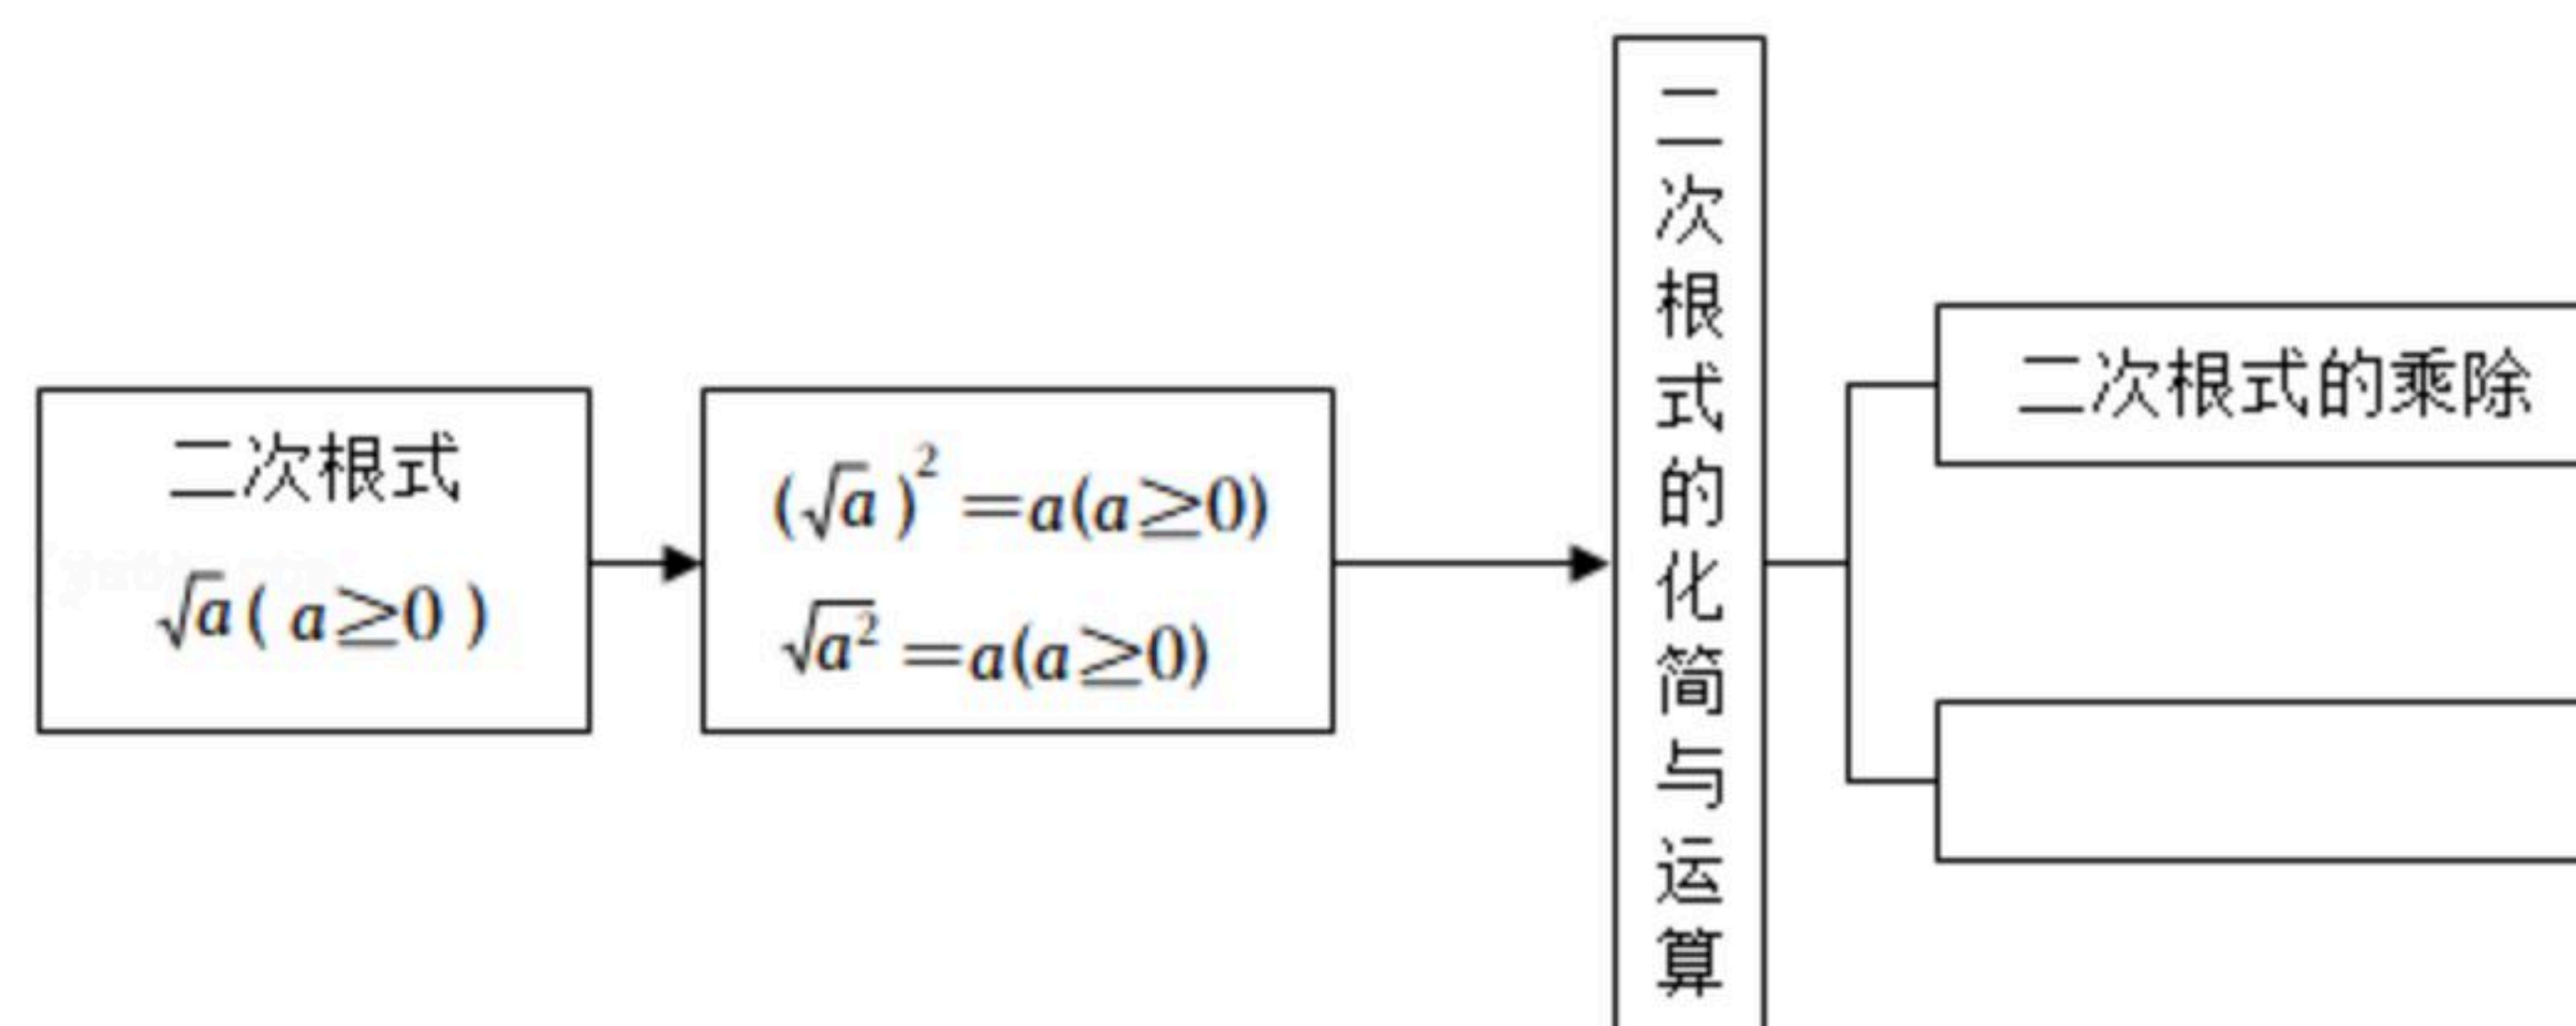 二次根式
√a ( a≥0 )
(√a)² =a(a≥0)
√a² =a(a≥0)
二次根式的化简与运算
二次根式的乘除